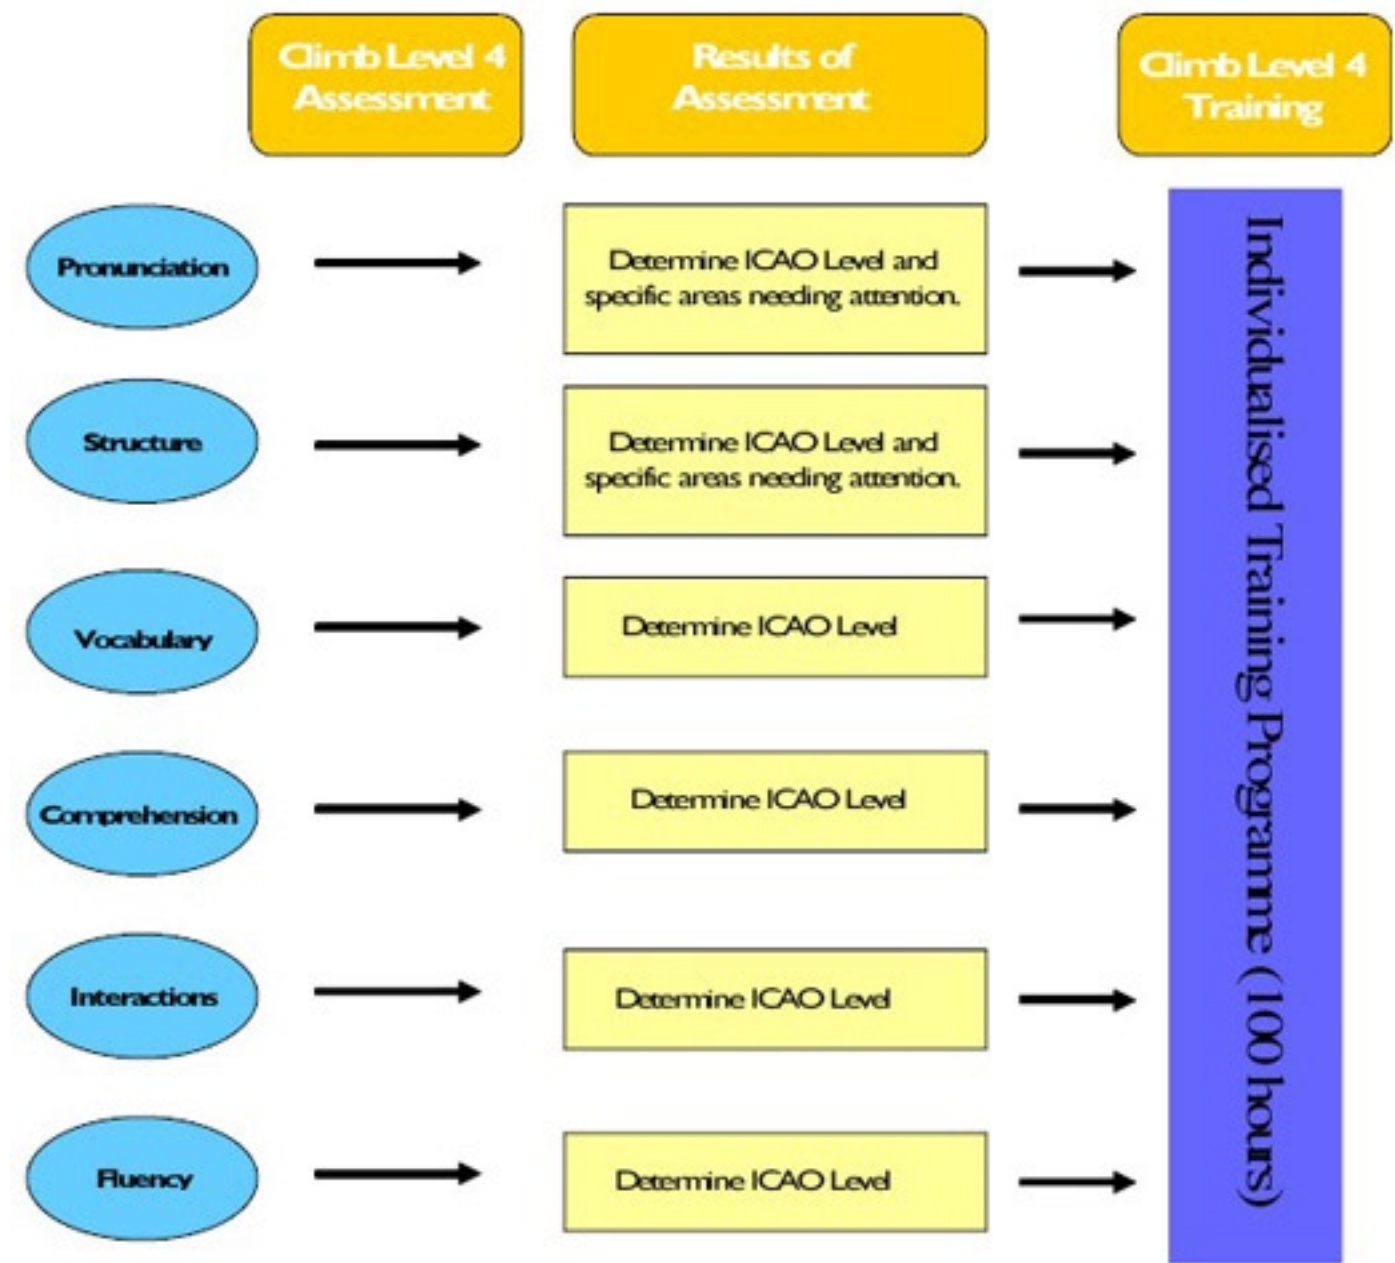 Climb Level 4
Assessment
Results of
Assessment
Climb Level 4
Training
Pronunciation
Determine ICAO Level and
specific areas needing attention.
Structure
Determine ICAO Level and
specific areas needing attention.
Vocabulary
Determine ICAO Level
Comprehension
Determine ICAO Level
Interactions
Determine ICAO Level
Fluency
Determine ICAO Level
Individualised Training Programme (100 hours)